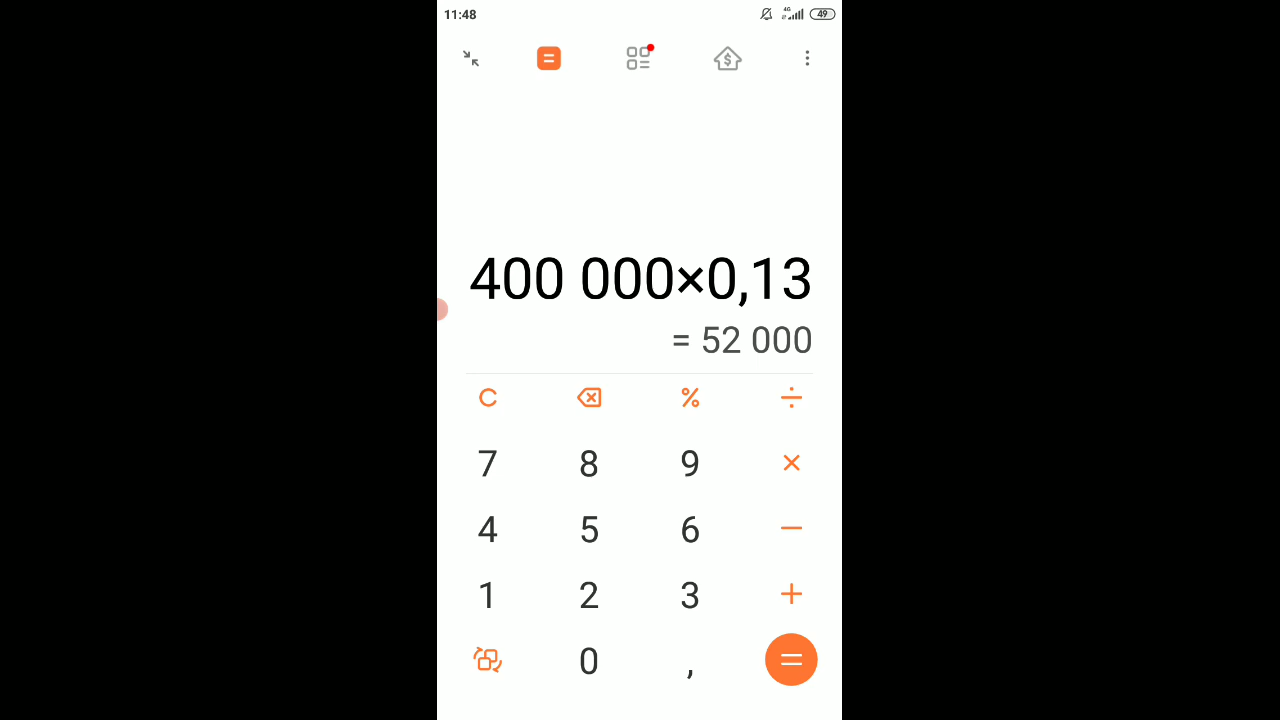 11:48
4G
49
400 000×0,13
= 52 000
C % ÷
7 8 9 ×
4 5 6 −
1 2 3 +
0 , =